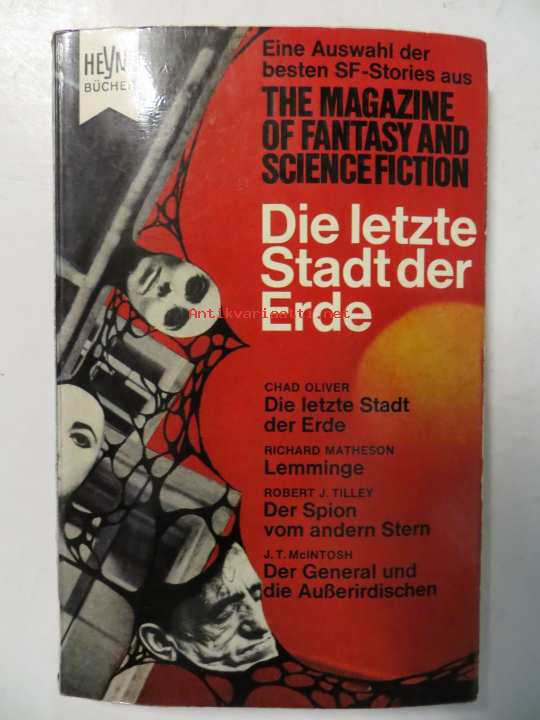 HEYN
BÜCHER
Eine Auswahl der
besten SF-Stories aus
THE MAGAZINE
OF FANTASY AND
SCIENCE FICTION
Die letzte
Stadt der
Erde
Antikvariaatti.net
CHAD OLIVER
Die letzte Stadt
der Erde
RICHARD MATHESON
Lemminge
ROBERT J. TILLEY
Der Spion
vom andern Stern
J. T. McINTOSH
Der General und
die Außerirdischen